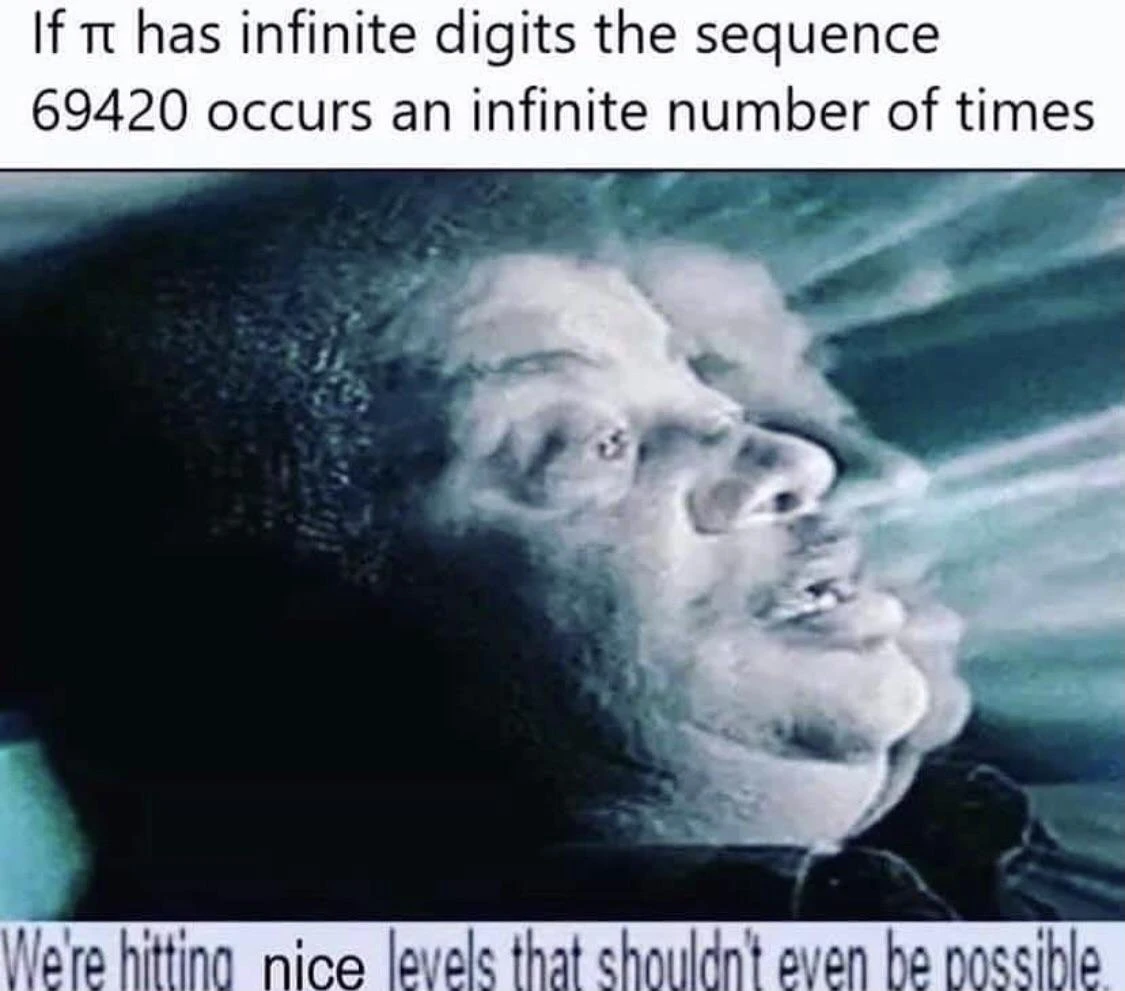 If π has infinite digits the sequence
69420 occurs an infinite number of times
We're hitting nice levels that shouldn't even be possible.